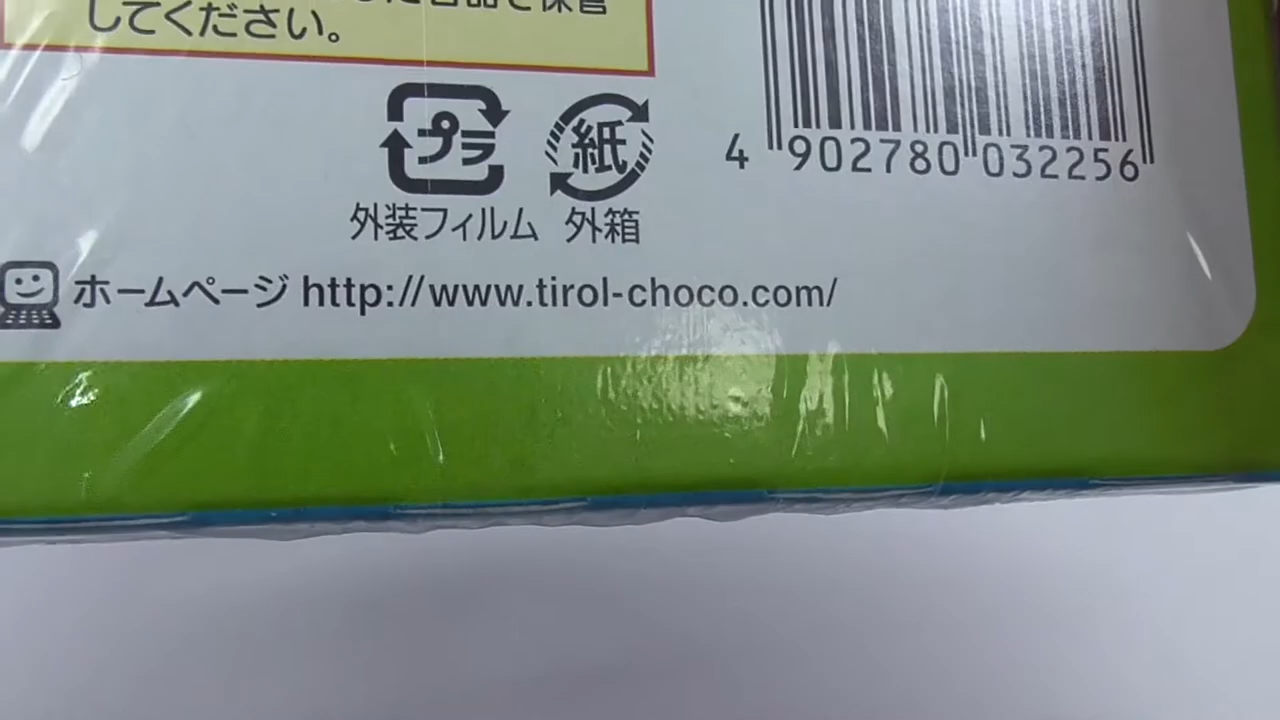 してください。
プラ
紙
4 902780 032256
外装フィルム 外箱
ホームページ http://www.tirol-choco.com/